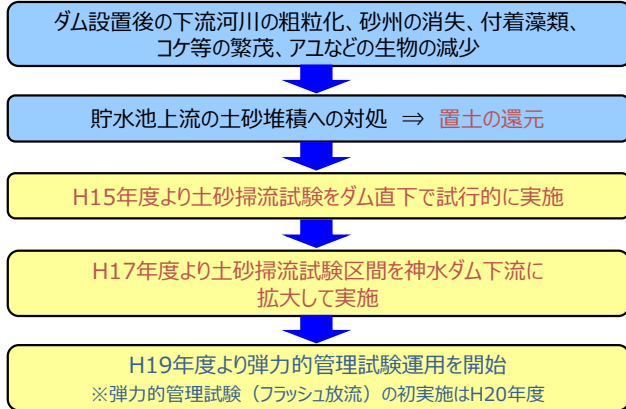 ダム設置後の下流河川の粗粒化、砂州の消失、付着藻類、
コケ等の繁茂、アユなどの生物の減少
貯水池上流の土砂堆積への対処 ⇒ 置土の還元
H15年度より土砂掃流試験をダム直下で試行的に実施
H17年度より土砂掃流試験区間を神水ダム下流に
拡大して実施
H19年度より弾力的管理試験運用を開始
※弾力的管理試験（フラッシュ放流）の初実施はH20年度